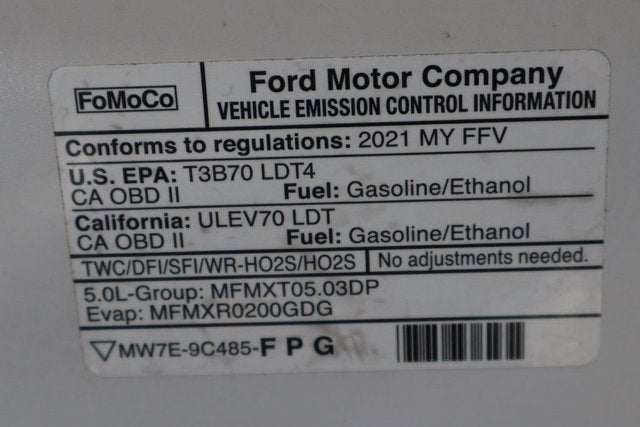 FoMoCo
Ford Motor Company
VEHICLE EMISSION CONTROL INFORMATION
Conforms to regulations: 2021 MY FFV
U.S. EPA: T3B70 LDT4
CA OBD II Fuel: Gasoline/Ethanol
California: ULEV70 LDT
CA OBD II Fuel: Gasoline/Ethanol
TWC/DFI/SFI/WR-HO2S/HO2S No adjustments needed.
5.0L-Group: MFMXT05.03DP
Evap: MFMXR0200GDG
MW7E-9C485-F P G